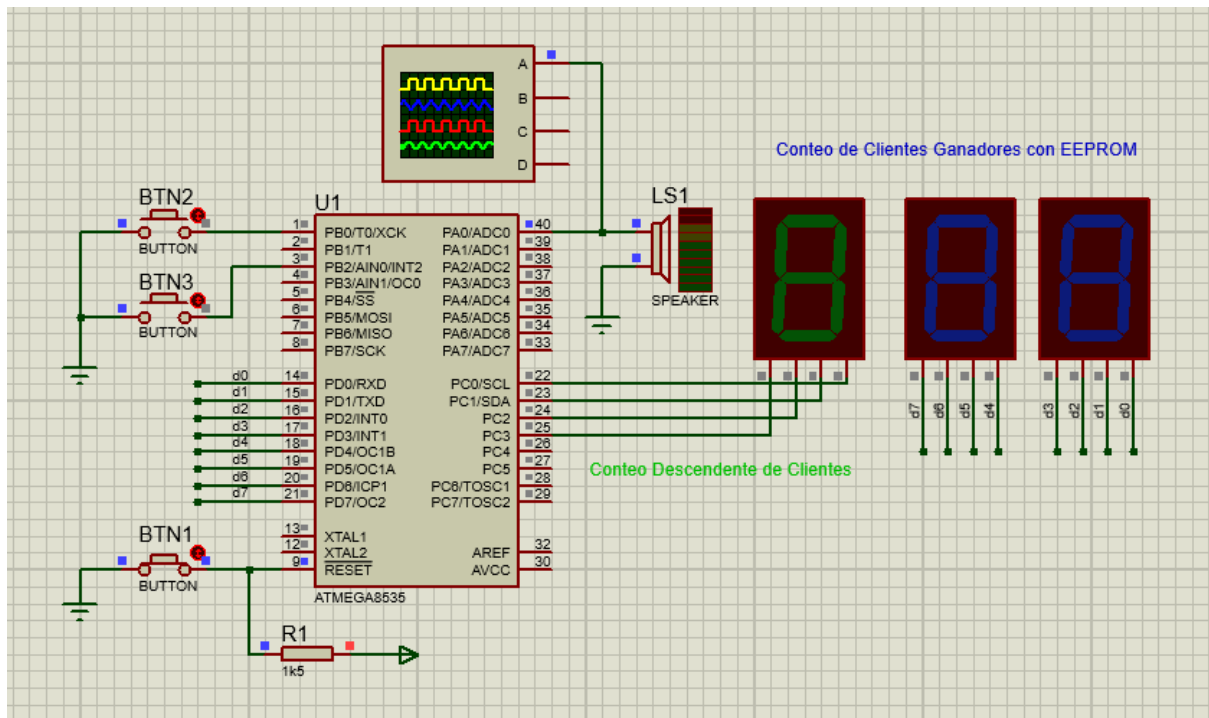 A
B
C
D
Conteo de Clientes Ganadores con EEPROM
BTN2
BUTTON
BTN3
BUTTON
U1
LS1
SPEAKER
1 PB0/T0/XCK PA0/ADC0 40
2 PB1/T1 PA1/ADC1 39
3 PB2/AIN0/INT2 PA2/ADC2 38
4 PB3/AIN1/OC0 PA3/ADC3 37
5 PB4/SS PA4/ADC4 36
6 PB5/MOSI PA5/ADC5 35
7 PB6/MISO PA6/ADC6 34
8 PB7/SCK PA7/ADC7 33
d0 14 PD0/RXD PC0/SCL 22
d1 15 PD1/TXD PC1/SDA 23
d2 16 PD2/INT0 PC2 24
d3 17 PD3/INT1 PC3 25
d4 18 PD4/OC1B PC4 26
d5 19 PD5/OC1A PC5 27
d6 20 PD6/ICP1 PC6/TOSC1 28
d7 21 PD7/OC2 PC7/TOSC2 29
d7 d6 d5 d4 d3 d2 d1 d0
Conteo Descendente de Clientes
BTN1
BUTTON
13 XTAL1
12 XTAL2 AREF 32
9 RESET AVCC 30
ATMEGA8535
R1
1k5